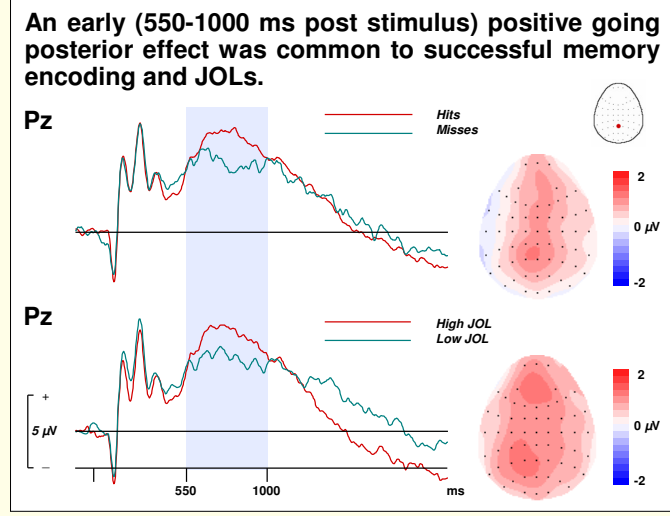 An early (550-1000 ms post stimulus) positive going
posterior effect was common to successful memory
encoding and JOLs.
Pz
Hits
Misses
2
0 µV
-2
Pz
High JOL
Low JOL
+
5 µV
–
2
0 µV
-2
550 1000 ms